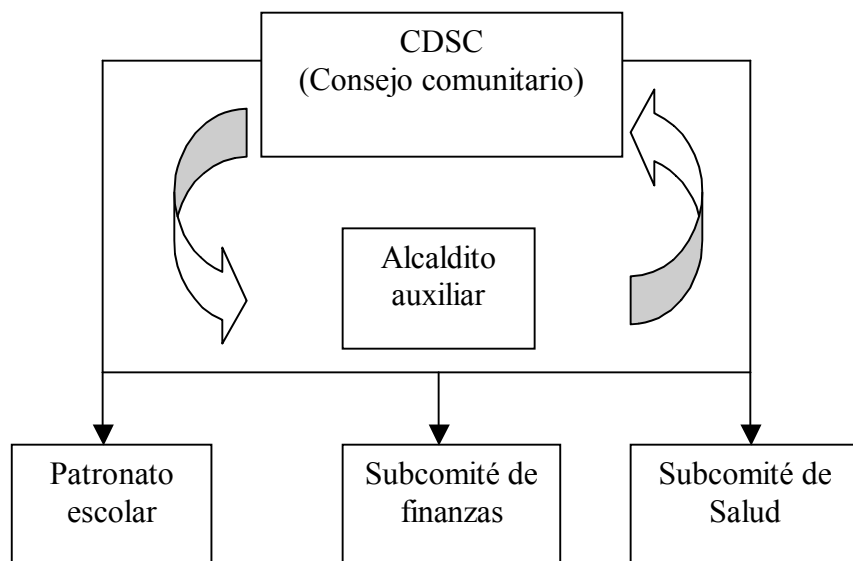 CDSC
(Consejo comunitario)
Alcaldito
auxiliar
Patronato
escolar
Subcomité de
finanzas
Subcomité de
Salud